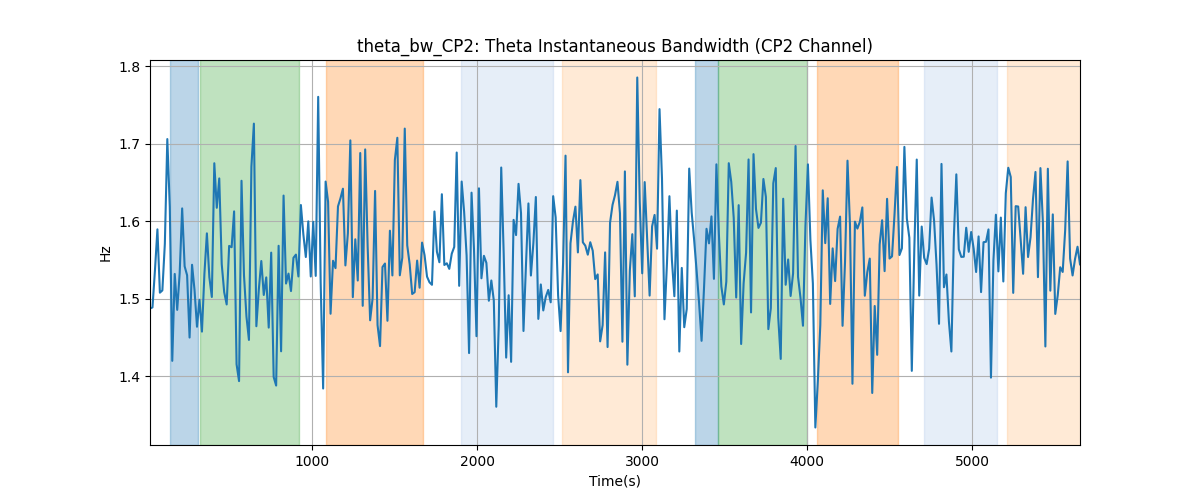 theta_bw_CP2: Theta Instantaneous Bandwidth (CP2 Channel)
Hz
1.8
1.7
1.6
1.5
1.4
1000 2000 3000 4000 5000
Time(s)